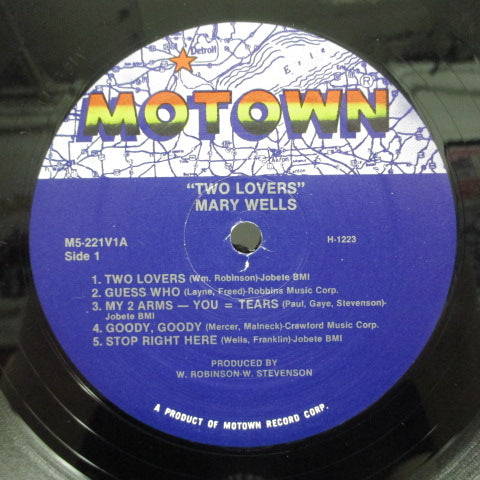 Detroit
Erie
MOTOWN®
"TWO LOVERS"
MARY WELLS
M5-221V1A
H-1223
Side 1
1. TWO LOVERS (Wm. Robinson)-Jobete BMI
2. GUESS WHO (Layne, Freed)-Robbins Music Corp.
3. MY 2 ARMS — YOU = TEARS (Paul, Gaye, Stevenson)-
Jobete BMI
4. GOODY, GOODY (Mercer, Malneck)-Crawford Music Corp.
5. STOP RIGHT HERE (Wells, Franklin)-Jobete BMI
PRODUCED BY
W. ROBINSON-W. STEVENSON
A PRODUCT OF MOTOWN RECORD CORP.